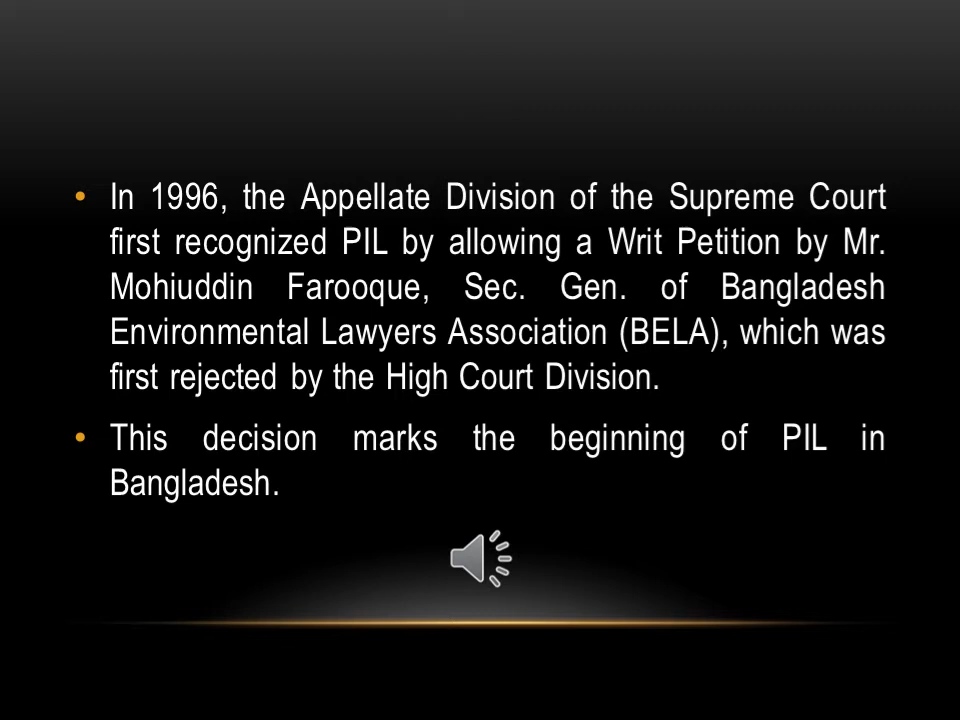 • In 1996, the Appellate Division of the Supreme Court
first recognized PIL by allowing a Writ Petition by Mr.
Mohiuddin Farooque, Sec. Gen. of Bangladesh
Environmental Lawyers Association (BELA), which was
first rejected by the High Court Division.
• This decision marks the beginning of PIL in
Bangladesh.